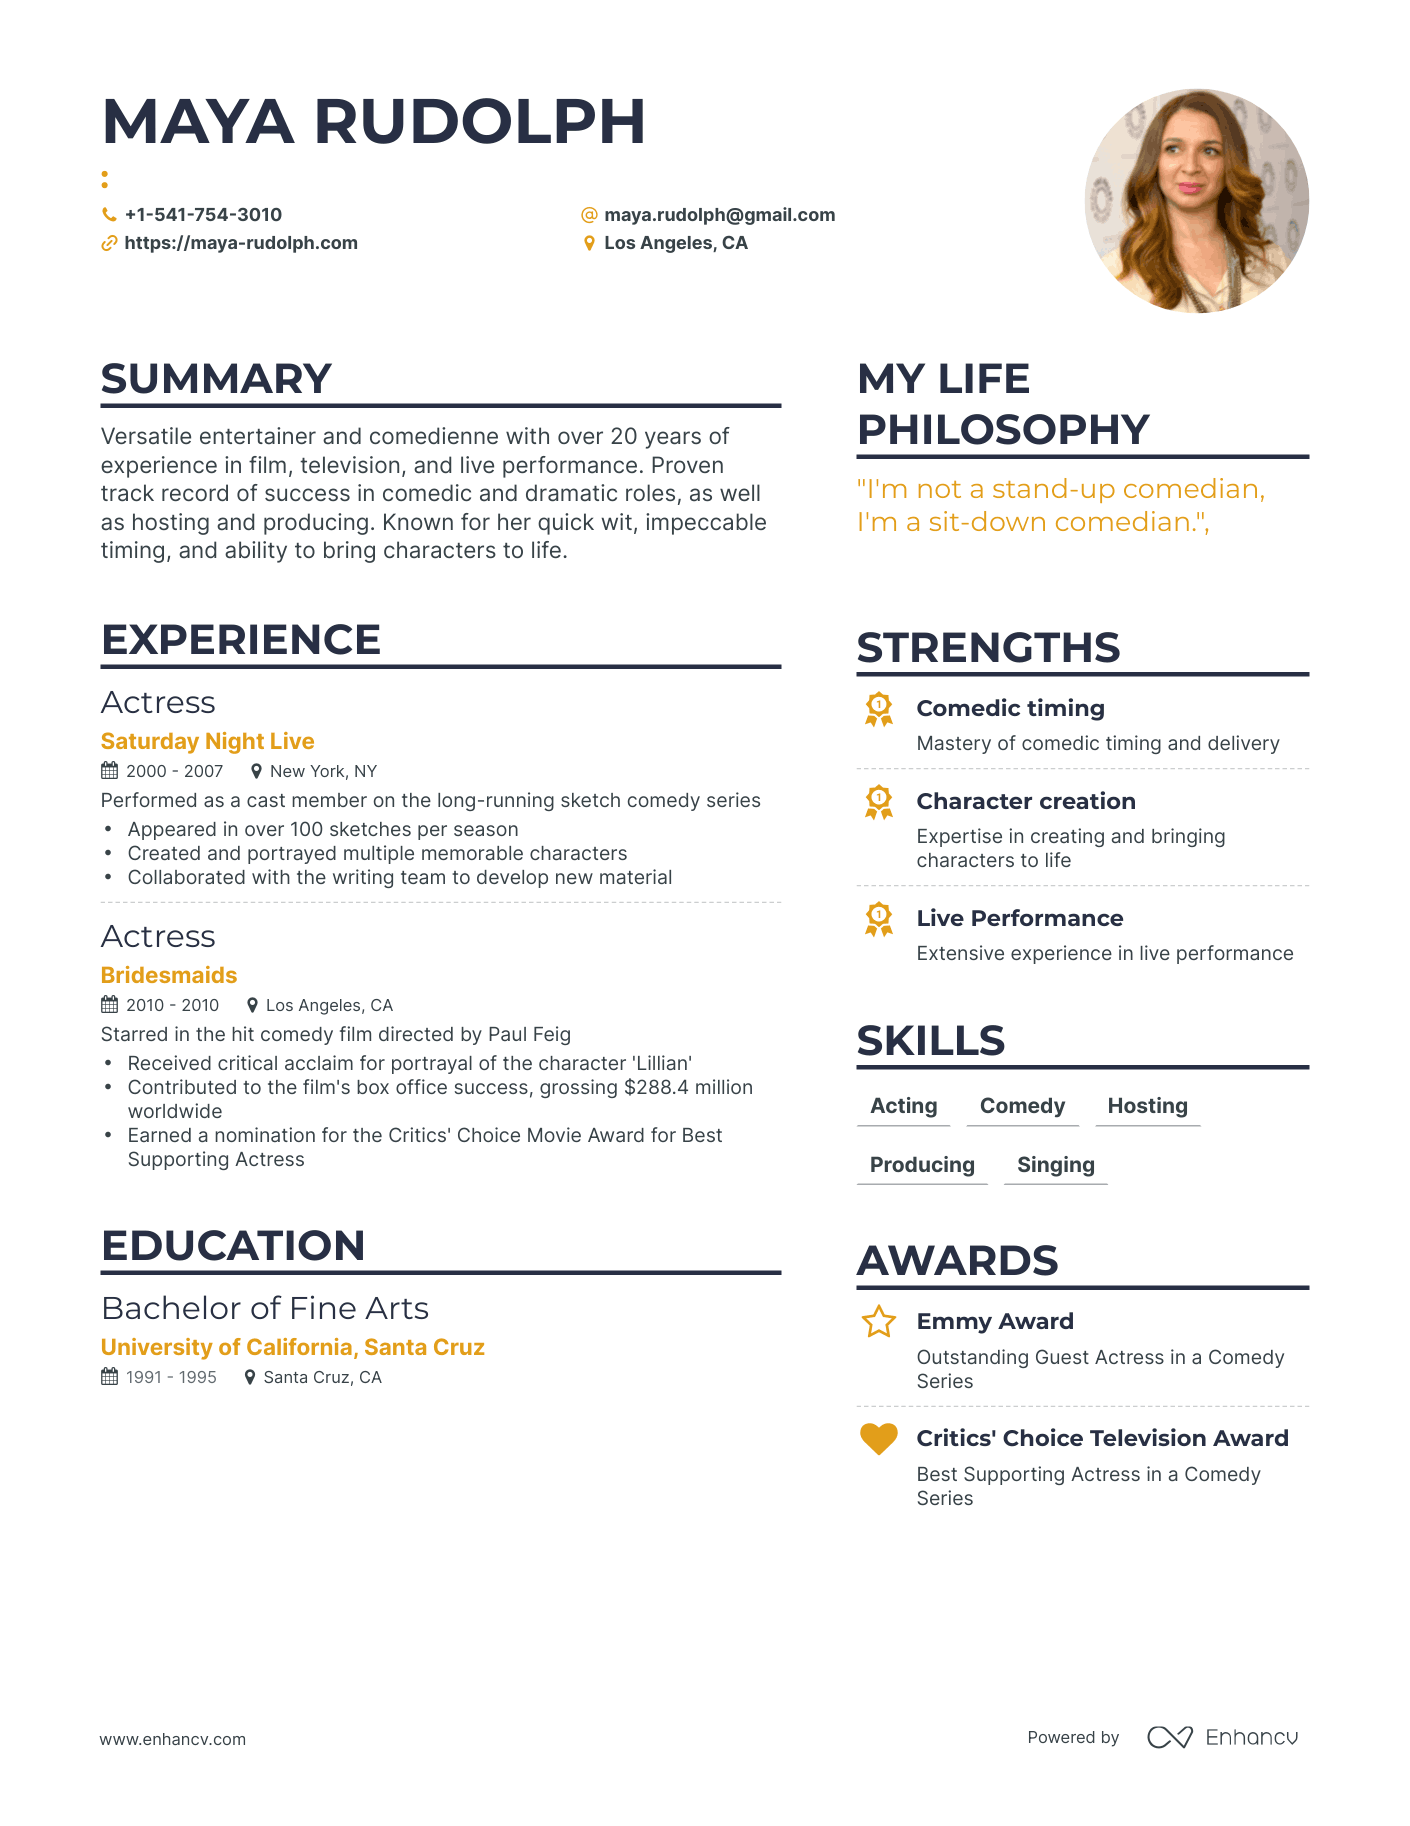 MAYA RUDOLPH
:
+1-541-754-3010
maya.rudolph@gmail.com
https://maya-rudolph.com
Los Angeles, CA
SUMMARY
Versatile entertainer and comedienne with over 20 years of
experience in film, television, and live performance. Proven
track record of success in comedic and dramatic roles, as well
as hosting and producing. Known for her quick wit, impeccable
timing, and ability to bring characters to life.
EXPERIENCE
Actress
Saturday Night Live
2000 - 2007 New York, NY
Performed as a cast member on the long-running sketch comedy series
• Appeared in over 100 sketches per season
• Created and portrayed multiple memorable characters
• Collaborated with the writing team to develop new material
Actress
Bridesmaids
2010 - 2010 Los Angeles, CA
Starred in the hit comedy film directed by Paul Feig
• Received critical acclaim for portrayal of the character 'Lillian'
• Contributed to the film's box office success, grossing $288.4 million
worldwide
• Earned a nomination for the Critics' Choice Movie Award for Best
Supporting Actress
EDUCATION
Bachelor of Fine Arts
University of California, Santa Cruz
1991 - 1995 Santa Cruz, CA
MY LIFE
PHILOSOPHY
"I'm not a stand-up comedian,
I'm a sit-down comedian.",
STRENGTHS
Comedic timing
Mastery of comedic timing and delivery
Character creation
Expertise in creating and bringing
characters to life
Live Performance
Extensive experience in live performance
SKILLS
Acting Comedy Hosting
Producing Singing
AWARDS
Emmy Award
Outstanding Guest Actress in a Comedy
Series
Critics' Choice Television Award
Best Supporting Actress in a Comedy
Series
www.enhancv.com
Powered by Enhancv